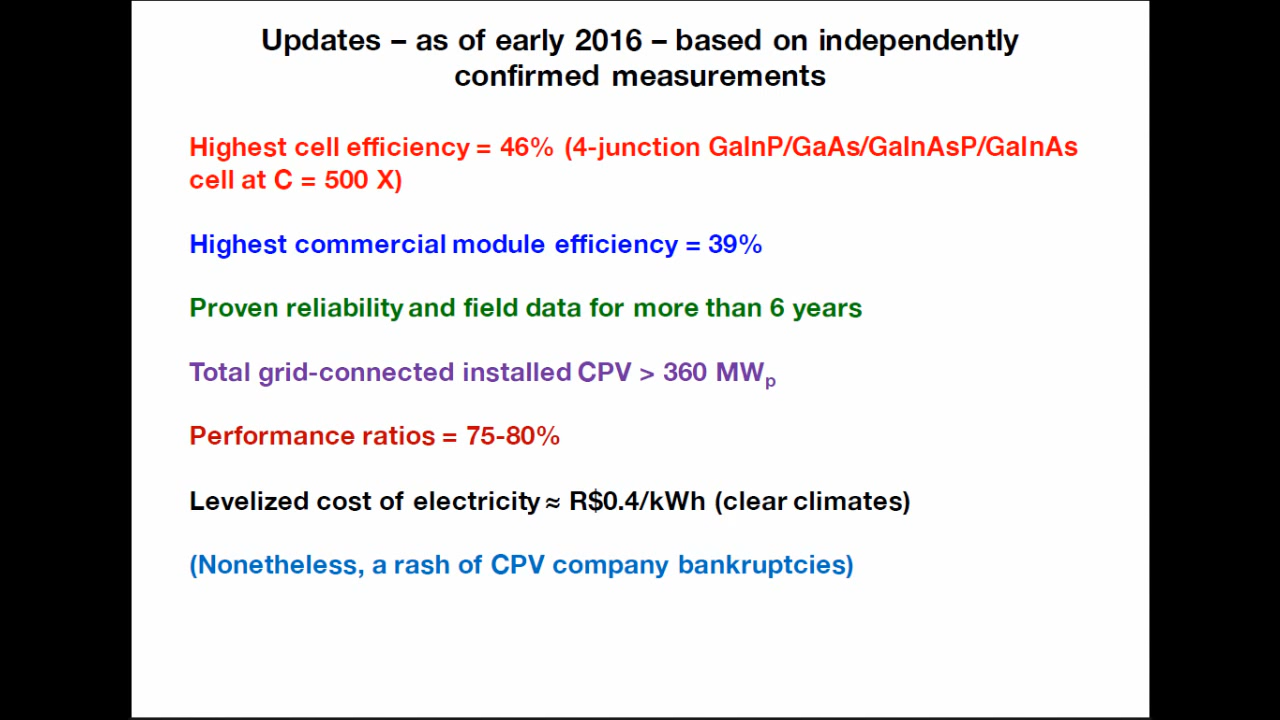 Updates – as of early 2016 – based on independently
confirmed measurements
Highest cell efficiency = 46% (4-junction GaInP/GaAs/GaInAsP/GaInAs
cell at C = 500 X)
Highest commercial module efficiency = 39%
Proven reliability and field data for more than 6 years
Total grid-connected installed CPV > 360 MWp
Performance ratios = 75-80%
Levelized cost of electricity ≈ R$0.4/kWh (clear climates)
(Nonetheless, a rash of CPV company bankruptcies)